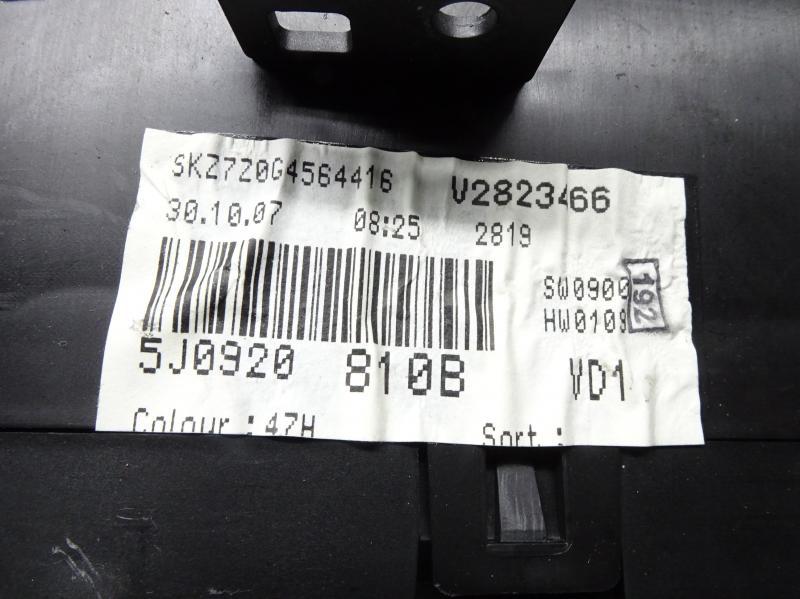 SKZ7Z0G4564416 V2823466
30.10.07 08:25 2819
SW0900
192
HW0109
5J0920 810B VD1
Colour : 47H Sort. :